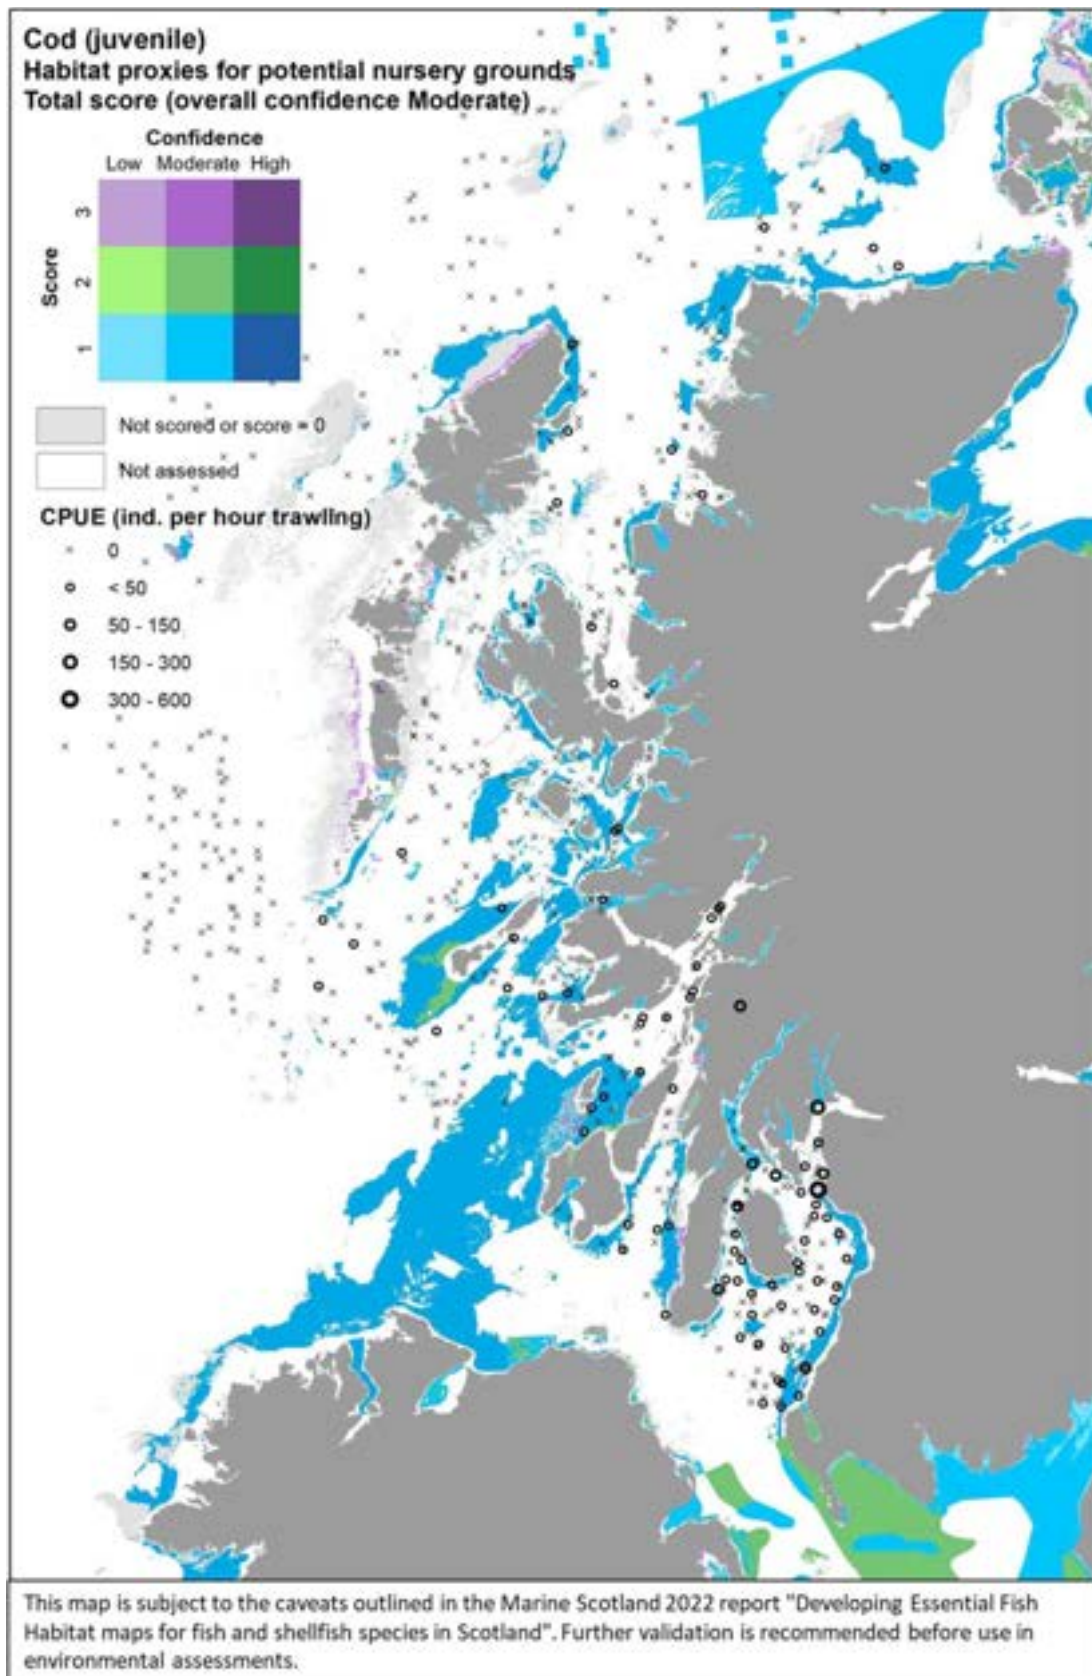 Cod (juvenile)
Habitat proxies for potential nursery grounds
Total score (overall confidence Moderate)
Confidence
Low Moderate High
Score
3
2
1
Not scored or score = 0
Not assessed
CPUE (ind. per hour trawling)
0
< 50
50 - 150
150 - 300
300 - 600
This map is subject to the caveats outlined in the Marine Scotland 2022 report "Developing Essential Fish
Habitat maps for fish and shellfish species in Scotland". Further validation is recommended before use in
environmental assessments.